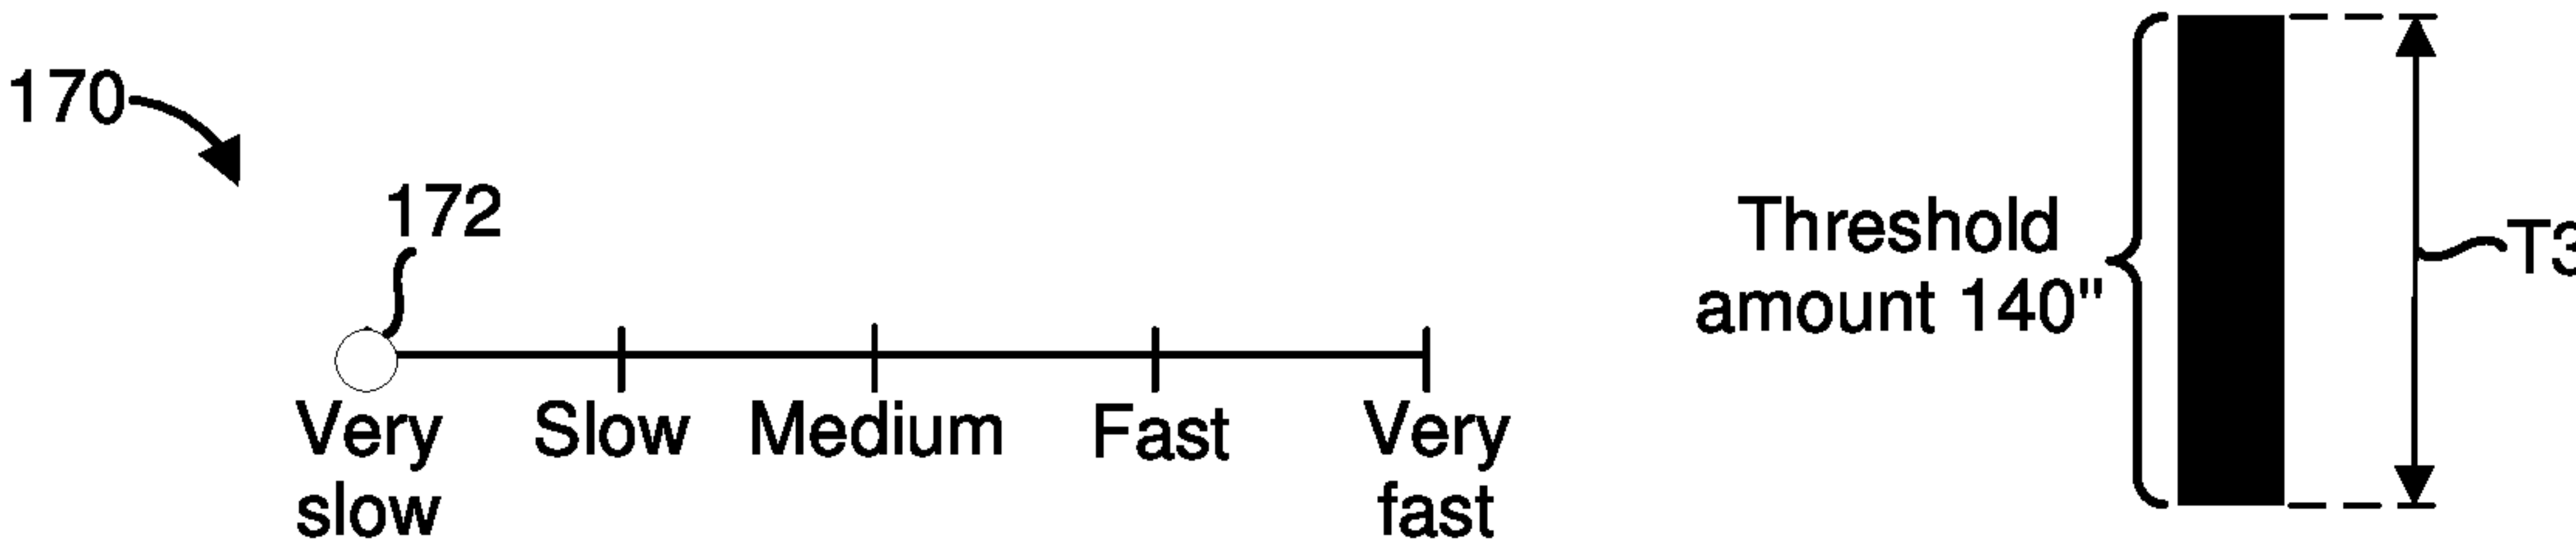 170
172
Very
slow
Slow
Medium
Fast
Very
fast
Threshold
amount 140"
T3